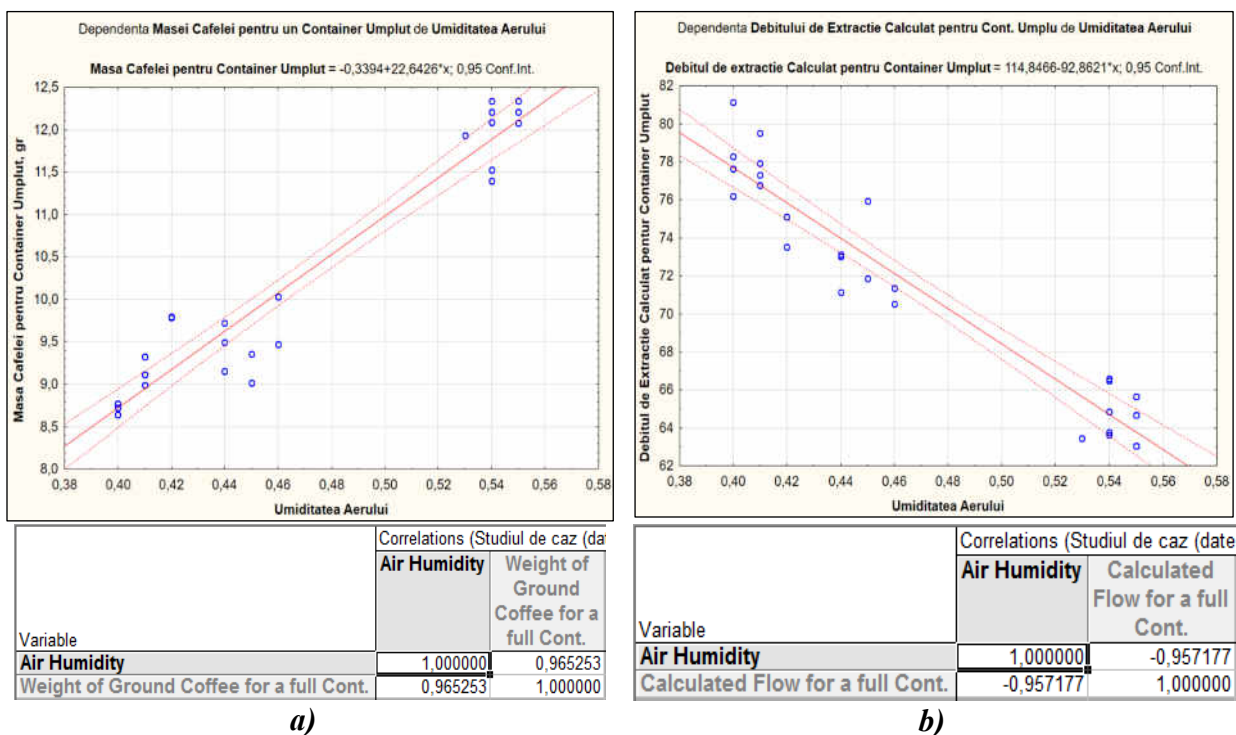 Dependenta Masei Cafelei pentru un Container Umplut de Umiditatea Aerului
Masa Cafelei pentru Container Umplut = -0,3394+22,6426*x; 0,95 Conf.Int.
Masa Cafelei pentru Container Umplut, gr
12,5
12,0
11,5
11,0
10,5
10,0
9,5
9,0
8,5
8,0
0,38 0,40 0,42 0,44 0,46 0,48 0,50 0,52 0,54 0,56 0,58
Umiditatea Aerului
Correlations (Studiul de caz (dat
Variable Air Humidity Weight of
Ground
Coffee for a
full Cont.
Air Humidity 1,000000 0,965253
Weight of Ground Coffee for a full Cont. 0,965253 1,000000
a)
Dependenta Debitului de Extractie Calculat pentru Cont. Umplu de Umiditatea Aerului
Debitul de extractie Calculat pentru Container Umplut = 114,8466-92,8621*x; 0,95 Conf.Int.
Debitul de Extractie Calculat pentur Container Umplut
82
80
78
76
74
72
70
68
66
64
62
0,38 0,40 0,42 0,44 0,46 0,48 0,50 0,52 0,54 0,56 0,58
Umiditatea Aerului
Correlations (Studiul de caz (date
Variable Air Humidity Calculated
Flow for a full
Cont.
Air Humidity 1,000000 -0,957177
Calculated Flow for a full Cont. -0,957177 1,000000
b)